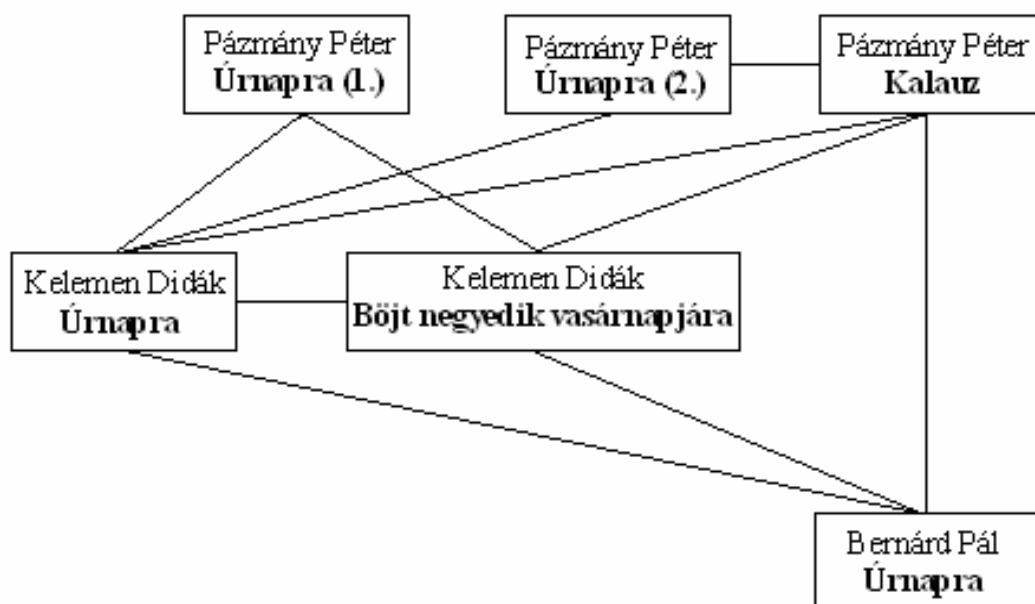 Pázmány Péter
Úrnapra (1.)
Pázmány Péter
Úrnapra (2.)
Pázmány Péter
Kalauz
Kelemen Didák
Úrnapra
Kelemen Didák
Böjt negyedik vasárnapjára
Bernárd Pál
Úrnapra